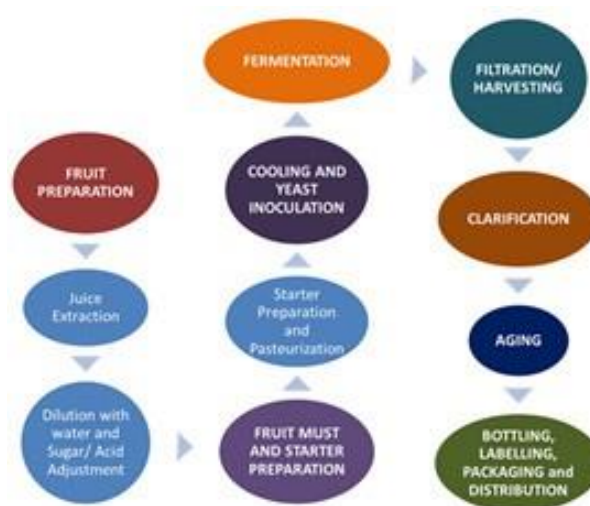 FRUIT
PREPARATION
Juice
Extraction
Dilution with
water and
Sugar/ Acid
Adjustment
FRUIT MUST
AND STARTER
PREPARATION
Starter
Preparation
and
Pasteurization
COOLING AND
YEAST
INOCULATION
FERMENTATION
FILTRATION/
HARVESTING
CLARIFICATION
AGING
BOTTLING,
LABELLING,
PACKAGING and
DISTRIBUTION